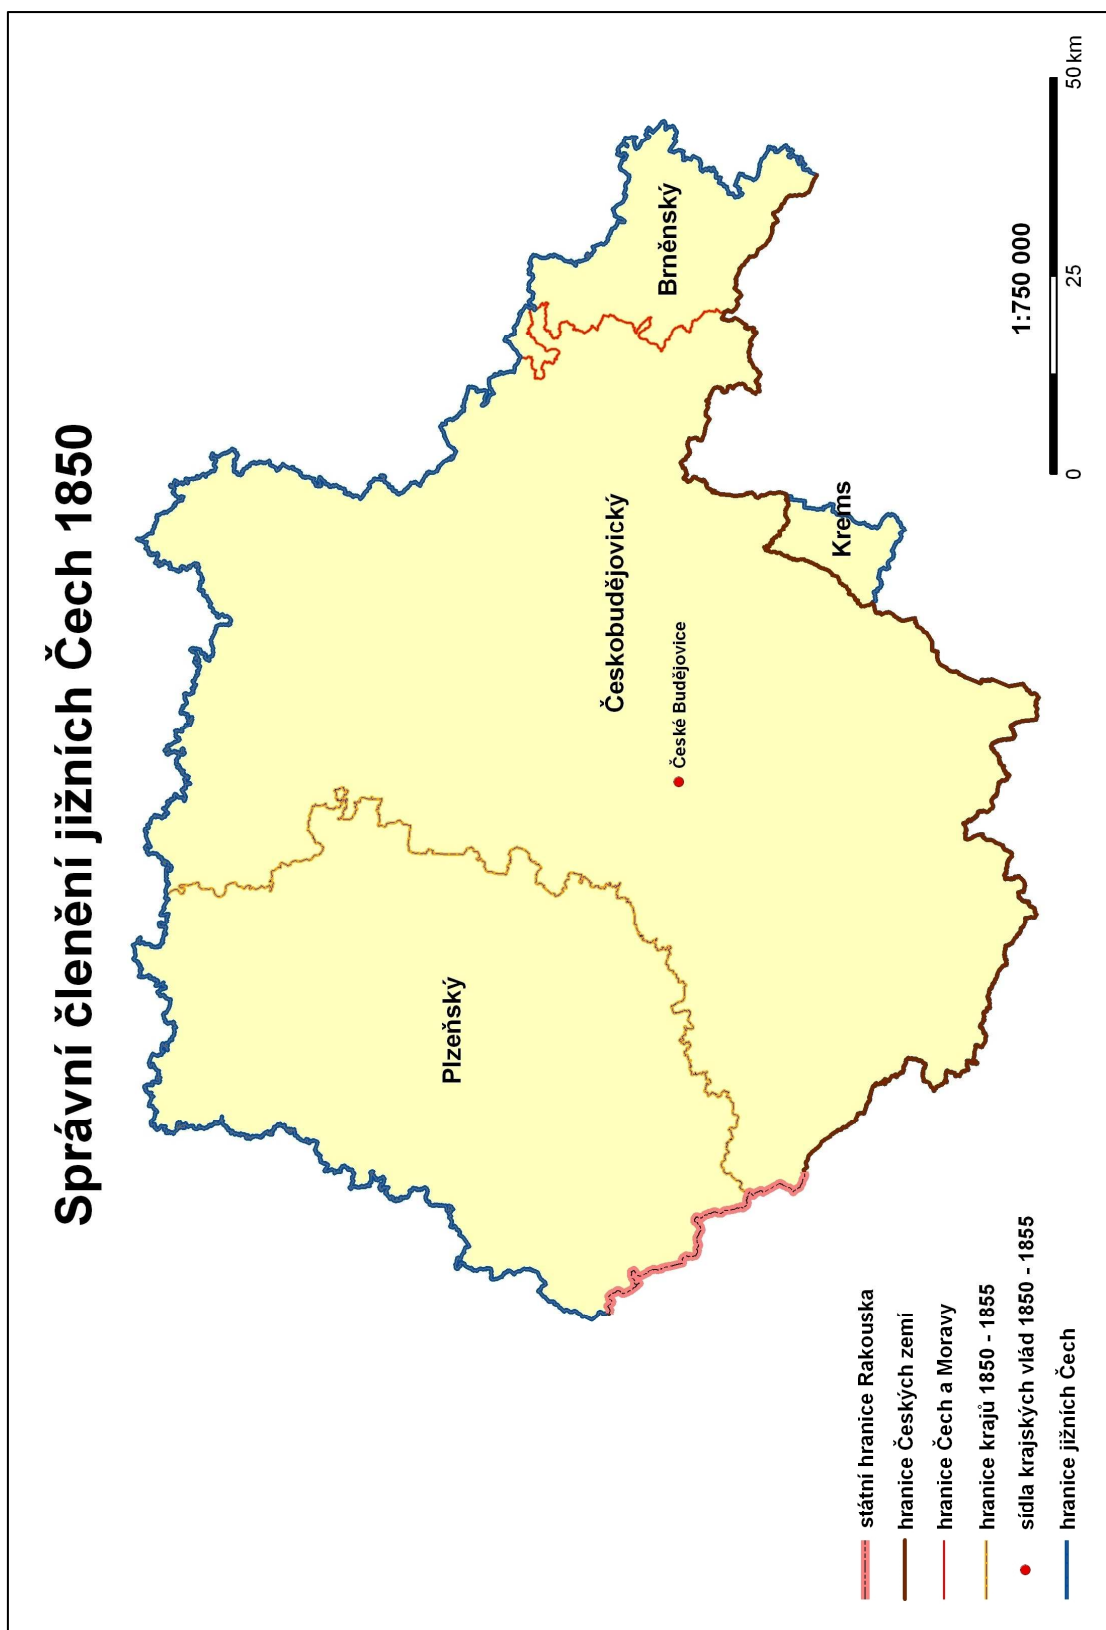 Správní členění jižních Čech 1850
Plzeňský
Českobudějovický
České Budějovice
Brněnský
Krems
státní hranice Rakouska
hranice Českých zemí
hranice Čech a Moravy
hranice krajů 1850 - 1855
sídla krajských vlád 1850 - 1855
hranice jižních Čech
1:750 000
0 25 50 km